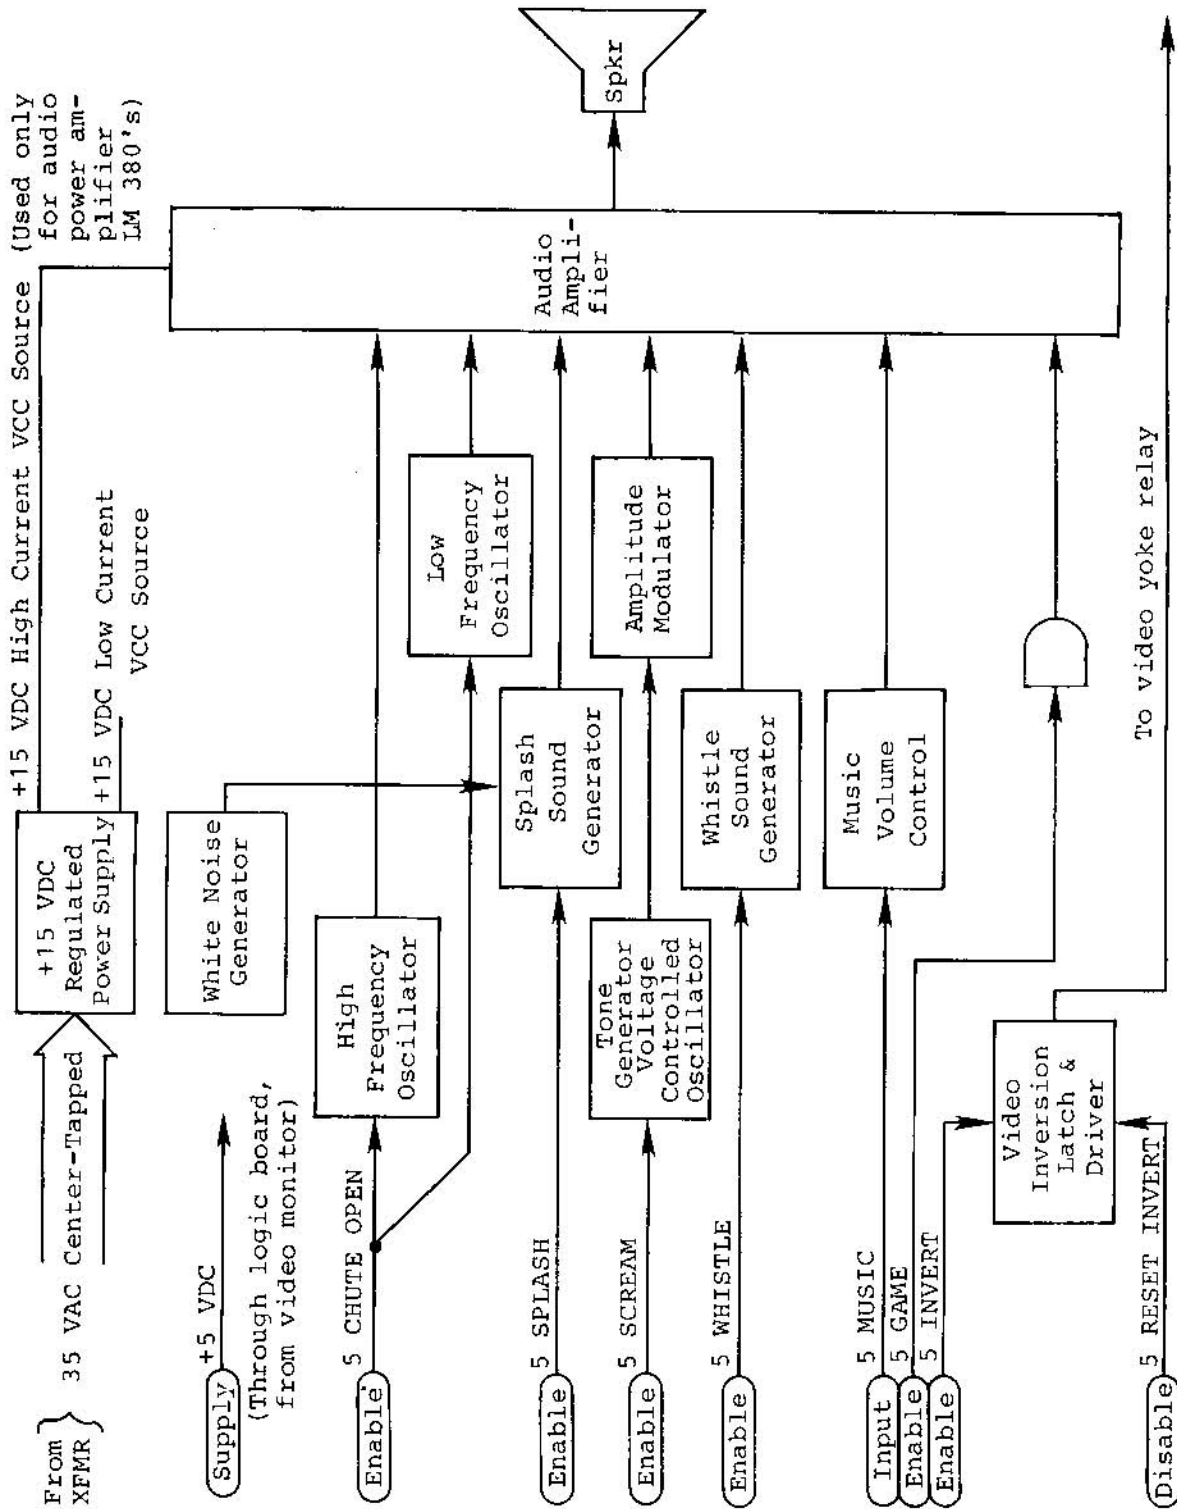 From
XFMR
35 VAC Center-Tapped
+15 VDC
Regulated
Power Supply
+15 VDC High Current VCC Source
(Used only
for audio
power am-
plifier
LM 380's)
+15 VDC Low Current
VCC Source
White Noise
Generator
Supply
+5 VDC
(Through logic board,
from video monitor)
Enable
5 CHUTE OPEN
High
Frequency
Oscillator
Low
Frequency
Oscillator
Enable
5 SPLASH
Splash
Sound
Generator
Enable
5 SCREAM
Tone
Generator
Voltage
Controlled
Oscillator
Amplitude
Modulator
Enable
5 WHISTLE
Whistle
Sound
Generator
Audio
Ampli-
fier
Spkr
Input
5 MUSIC
Music
Volume
Control
Enable
5 GAME
Enable
5 INVERT
Video
Inversion
Latch &
Driver
To video yoke relay
Disable
5 RESET INVERT